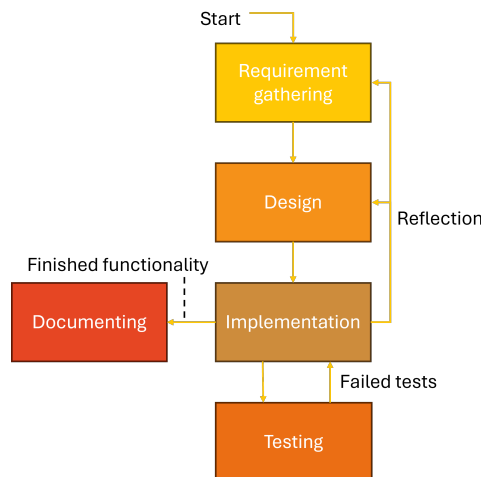 Start
Requirement
gathering
Design
Reflection
Finished functionality
Documenting
Implementation
Failed tests
Testing